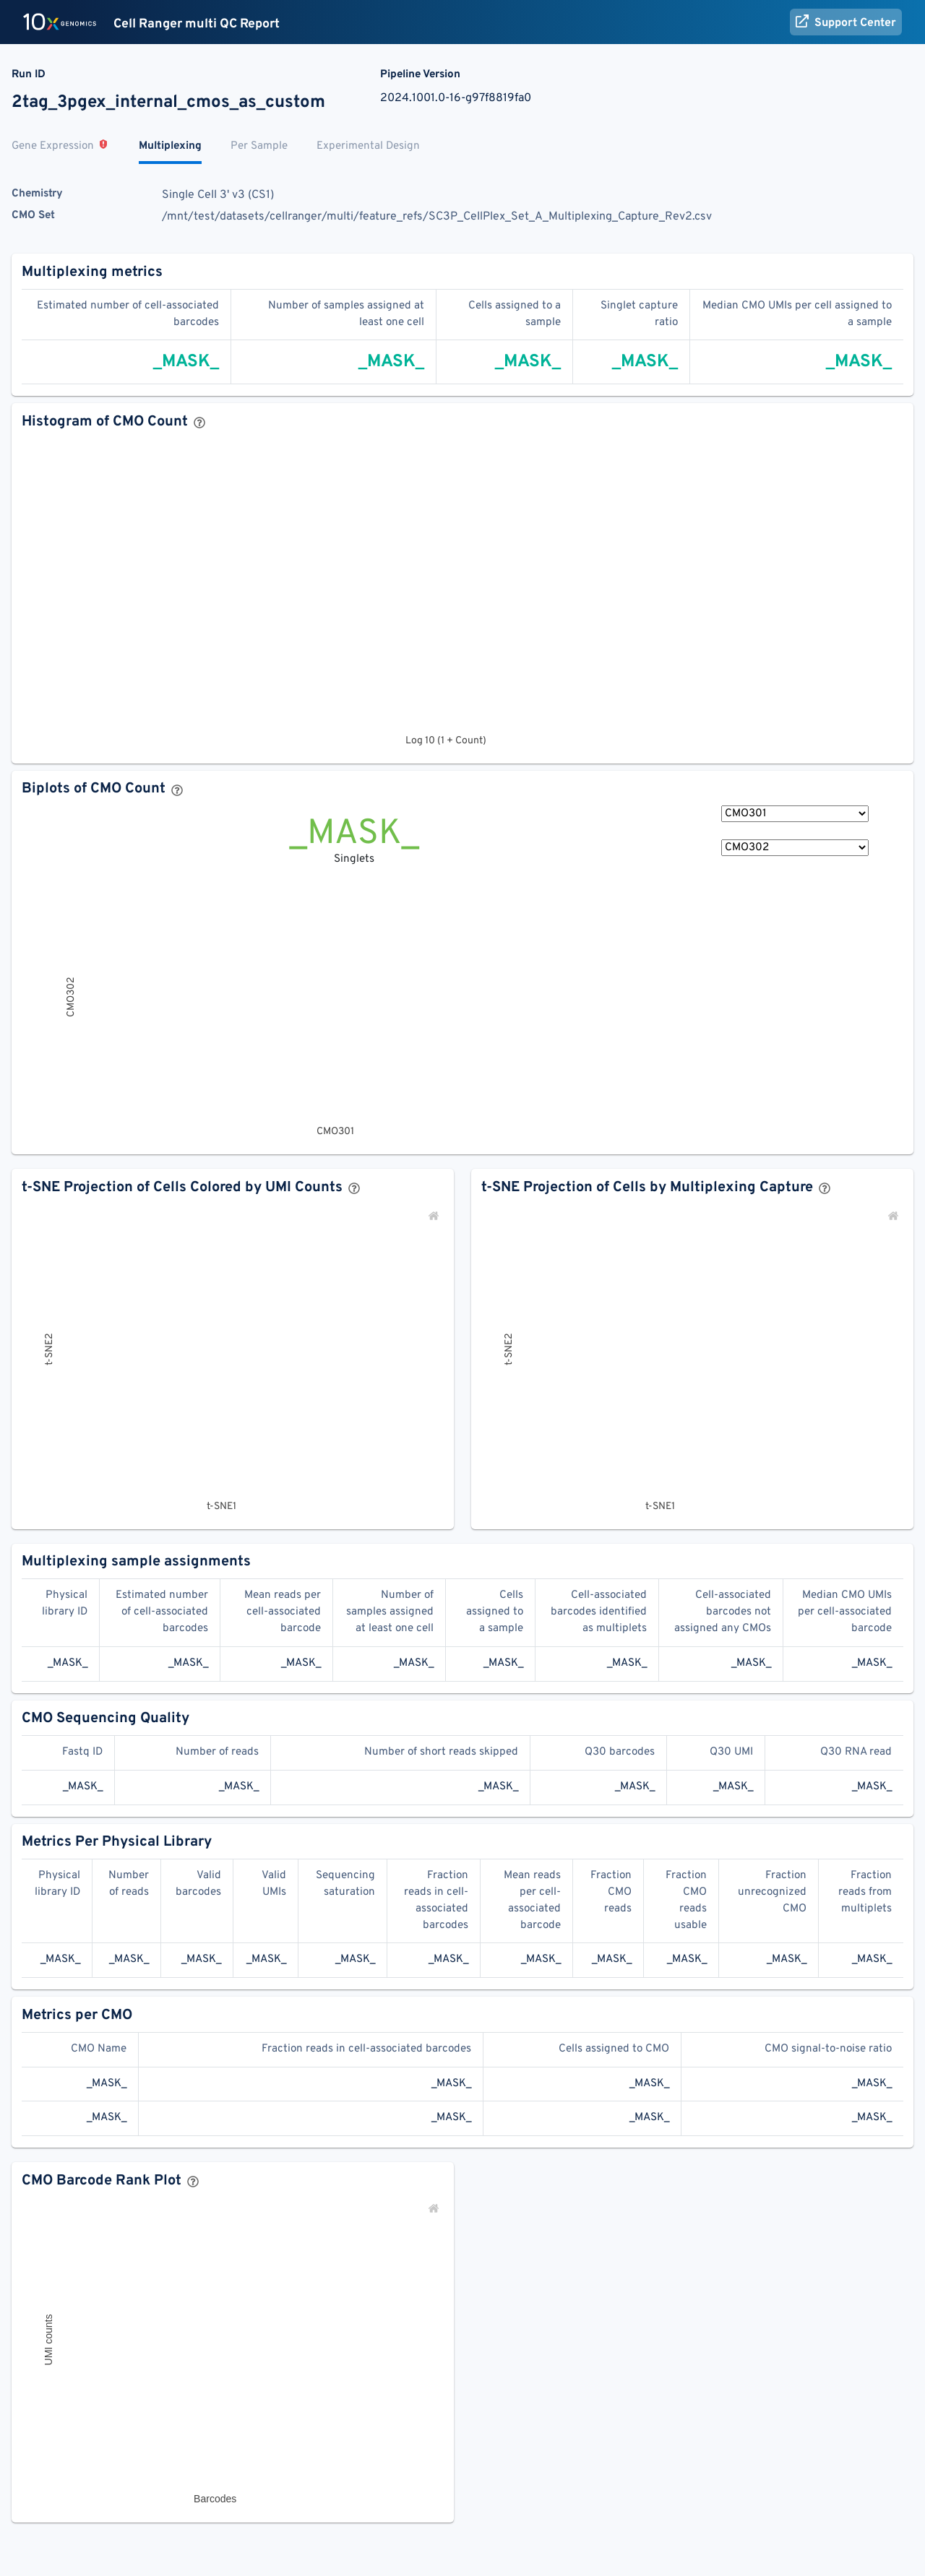 10x GENOMICS Cell Ranger multi QC Report Support Center
Run ID
2tag_3pgex_internal_cmos_as_custom
Pipeline Version
2024.1001.0-16-g97f8819fa0
Gene Expression Multiplexing Per Sample Experimental Design
Chemistry Single Cell 3' v3 (CS1)
CMO Set /mnt/test/datasets/cellranger/multi/feature_refs/SC3P_CellPlex_Set_A_Multiplexing_Capture_Rev2.csv
Multiplexing metrics
Estimated number of cell-associated barcodes Number of samples assigned at least one cell Cells assigned to a sample Singlet capture ratio Median CMO UMIs per cell assigned to a sample
_MASK_ _MASK_ _MASK_ _MASK_ _MASK_
Histogram of CMO Count
Log 10 (1 + Count)
Biplots of CMO Count
_MASK_
Singlets
CMO301
CMO302
CMO302
CMO301
t-SNE Projection of Cells Colored by UMI Counts
t-SNE2
t-SNE1
t-SNE Projection of Cells by Multiplexing Capture
t-SNE2
t-SNE1
Multiplexing sample assignments
Physical library ID Estimated number of cell-associated barcodes Mean reads per cell-associated barcode Number of samples assigned at least one cell Cells assigned to a sample Cell-associated barcodes identified as multiplets Cell-associated barcodes not assigned any CMOs Median CMO UMIs per cell-associated barcode
_MASK_ _MASK_ _MASK_ _MASK_ _MASK_ _MASK_ _MASK_ _MASK_
CMO Sequencing Quality
Fastq ID Number of reads Number of short reads skipped Q30 barcodes Q30 UMI Q30 RNA read
_MASK_ _MASK_ _MASK_ _MASK_ _MASK_ _MASK_
Metrics Per Physical Library
Physical library ID Number of reads Valid barcodes Valid UMIs Sequencing saturation Fraction reads in cell-associated barcodes Mean reads per cell-associated barcode Fraction CMO reads Fraction CMO reads usable Fraction unrecognized CMO Fraction reads from multiplets
_MASK_ _MASK_ _MASK_ _MASK_ _MASK_ _MASK_ _MASK_ _MASK_ _MASK_ _MASK_ _MASK_
Metrics per CMO
CMO Name Fraction reads in cell-associated barcodes Cells assigned to CMO CMO signal-to-noise ratio
_MASK_ _MASK_ _MASK_ _MASK_
_MASK_ _MASK_ _MASK_ _MASK_
CMO Barcode Rank Plot
UMI counts
Barcodes